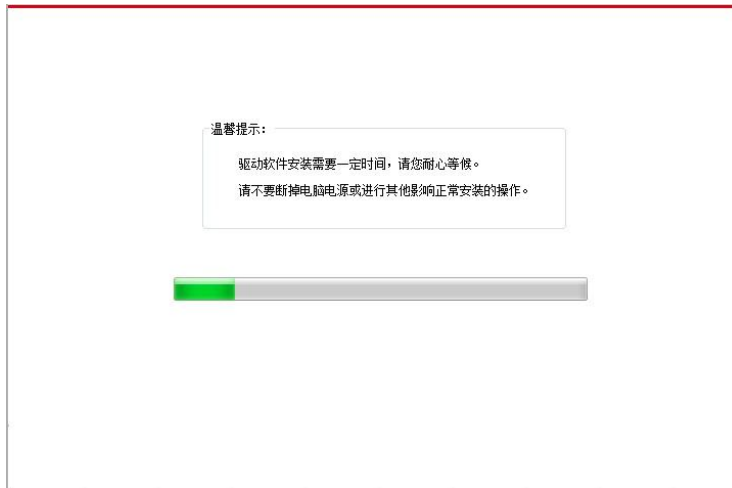 温馨提示：
驱动软件安装需要一定时间，请您耐心等候。
请不要断掉电脑电源或进行其他影响正常安装的操作。